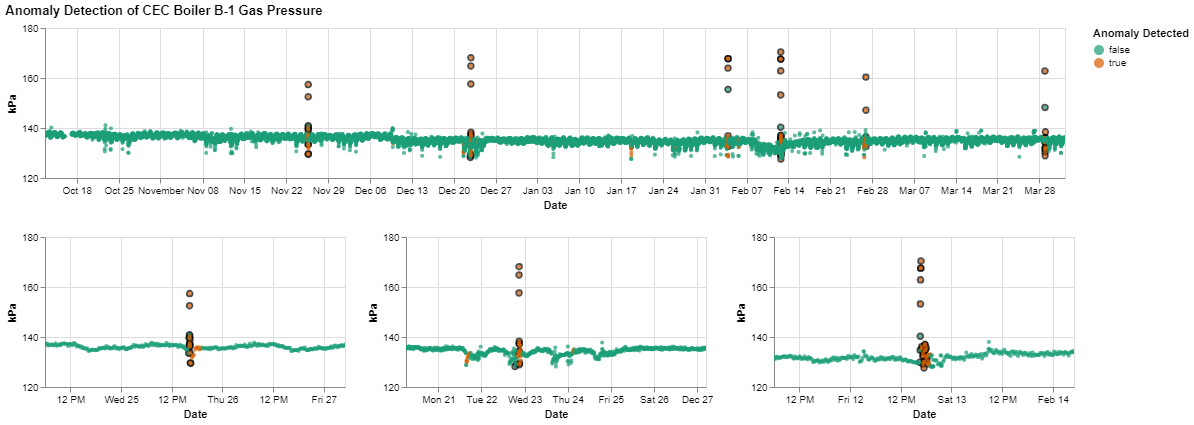 Anomaly Detection of CEC Boiler B-1 Gas Pressure
180
160
140
120
kPa
Oct 18 Oct 25 November Nov 08 Nov 15 Nov 22 Nov 29 Dec 06 Dec 13 Dec 20 Dec 27 Jan 03 Jan 10 Jan 17 Jan 24 Jan 31 Feb 07 Feb 14 Feb 21 Feb 28 Mar 07 Mar 14 Mar 21 Mar 28
Date
Anomaly Detected
false
true
180
160
140
120
kPa
12 PM Wed 25 12 PM Thu 26 12 PM Fri 27
Date
180
160
140
120
kPa
Mon 21 Tue 22 Wed 23 Thu 24 Fri 25 Sat 26 Dec 27
Date
180
160
140
120
kPa
12 PM Fri 12 12 PM Sat 13 12 PM Feb 14
Date